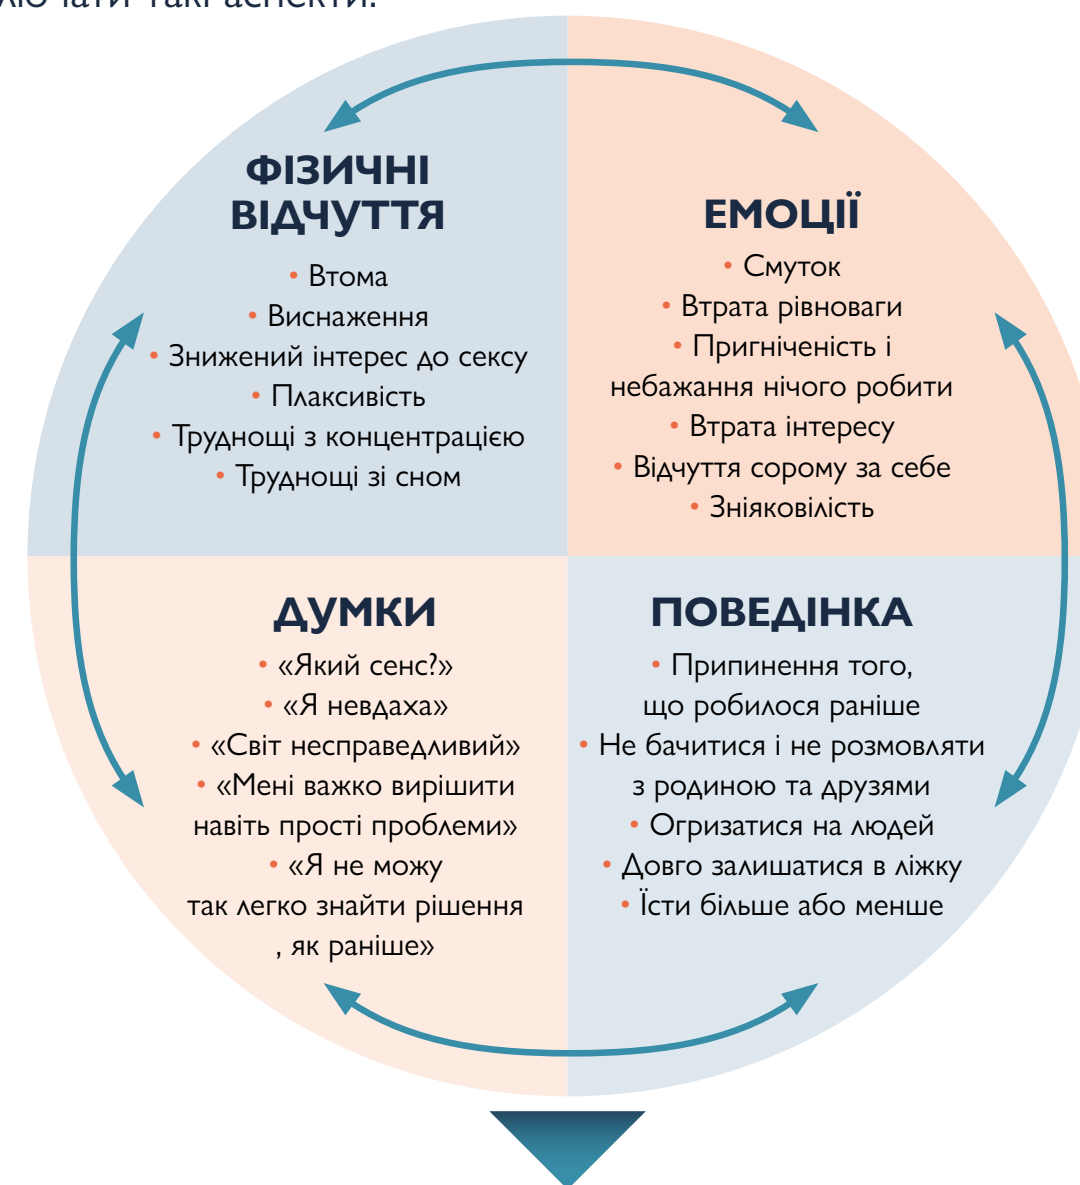 такі аспекти:
ФІЗИЧНІ
ВІДЧУТТЯ
• Втома
• Виснаження
• Знижений інтерес до сексу
• Плаксивість
• Труднощі з концентрацією
• Труднощі зі сном
ЕМОЦІЇ
• Смуток
• Втрата рівноваги
• Пригніченість і
небажання нічого робити
• Втрата інтересу
• Відчуття сорому за себе
• Зніяковілість
ДУМКИ
• «Який сенс?»
• «Я невдаха»
• «Світ несправедливий»
• «Мені важко вирішити
навіть прості проблеми»
• «Я не можу
так легко знайти рішення
, як раніше»
ПОВЕДІНКА
• Припинення того,
що робилося раніше
• Не бачитися і не розмовляти
з родиною та друзями
• Огризатися на людей
• Довго залишатися в ліжку
• Їсти більше або менше